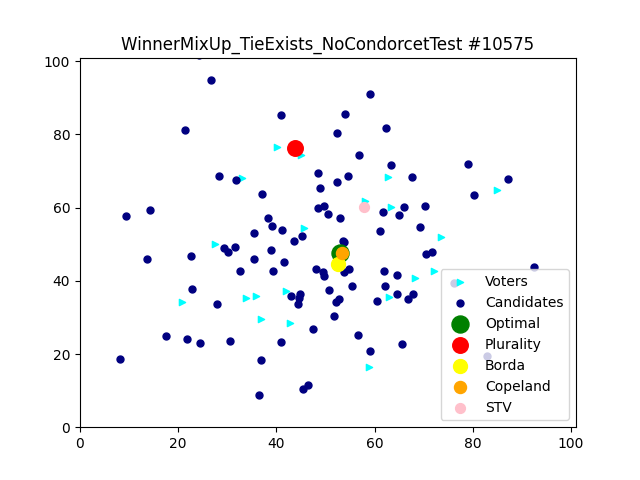 WinnerMixUp_TieExists_NoCondorcetTest #10575
100
80
60
40
20
0
0 20 40 60 80 100
Voters
Candidates
Optimal
Plurality
Borda
Copeland
STV